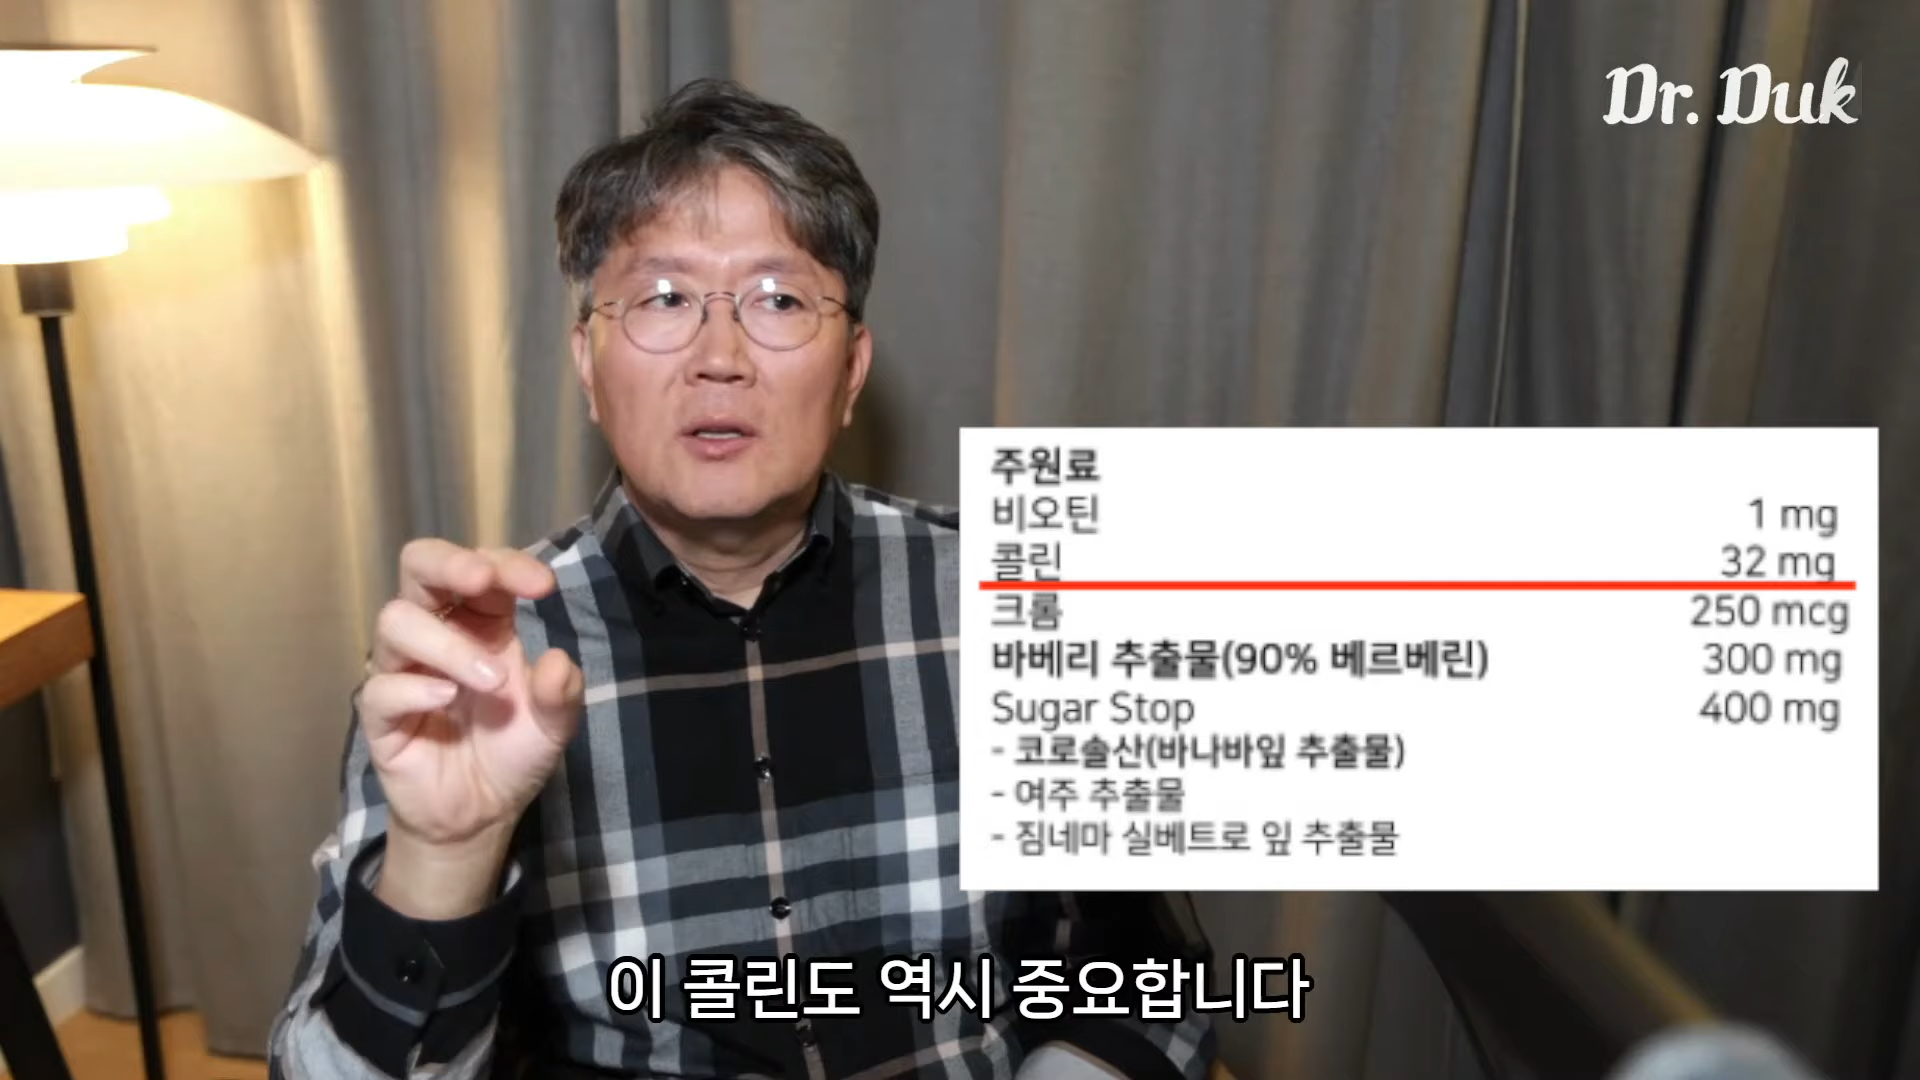 Dr. Duk
주원료
비오틴 1 mg
콜린 32 mg
크롬 250 mcg
바베리 추출물(90% 베르베린) 300 mg
Sugar Stop 400 mg
- 코로솔산(바나바잎 추출물)
- 여주 추출물
- 짐네마 실베트로 잎 추출물
이 콜린도 역시 중요합니다